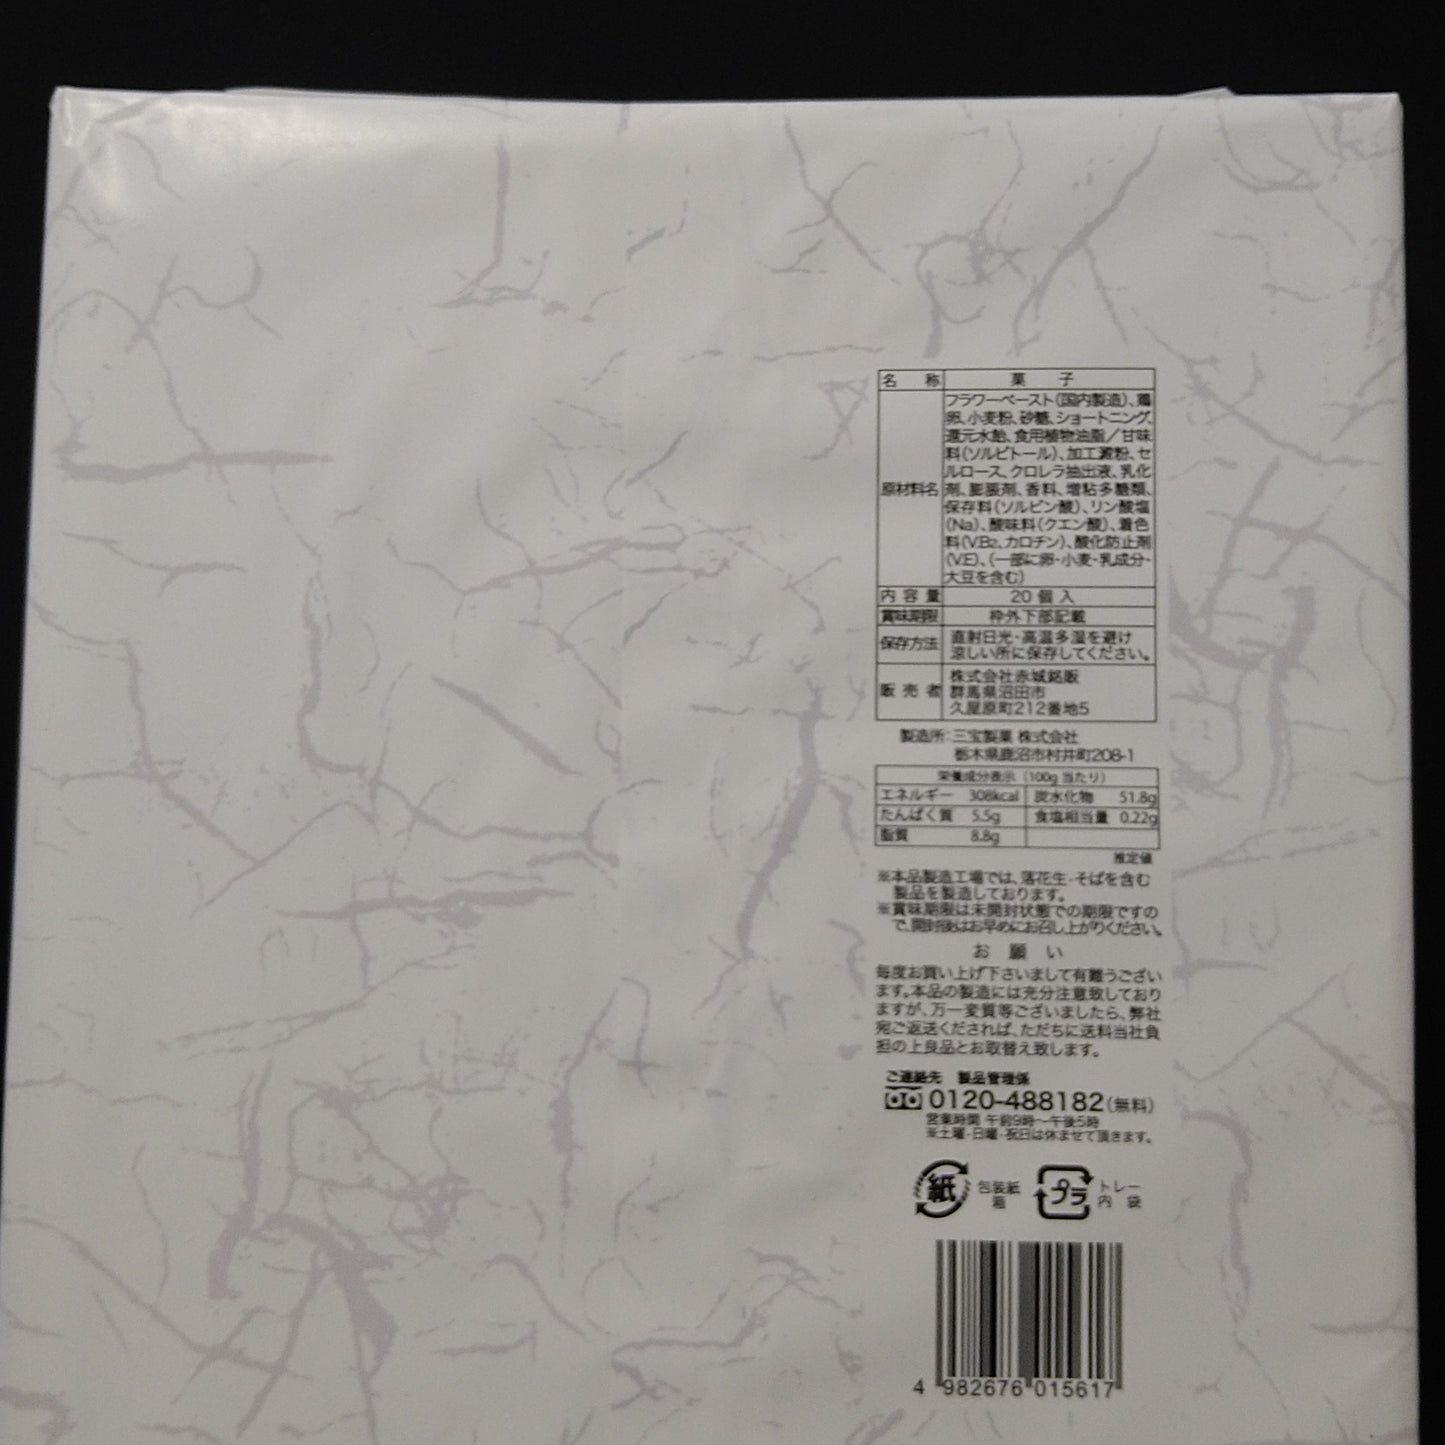 名称 菓子
原材料名 フラワーペースト(国内製造)、鶏
卵、小麦粉、砂糖、ショートニング、
還元水飴、食用植物油脂/甘味
料(ソルビトール)、加工澱粉、セ
ルロース、クロレラ抽出液、乳化
剤、膨脹剤、香料、増粘多糖類、
保存料(ソルビン酸)、リン酸塩
(Na)、酸味料(クエン酸)、着色
料(V.B₂、カロチン)、酸化防止剤
(V.E)、(一部に卵・小麦・乳成分・
大豆を含む)
内容量 20個入
賞味期限 枠外下部記載
保存方法 直射日光・高温多湿を避け
涼しい所に保存してください。
販売者 株式会社赤城銘販
群馬県沼田市
久屋原町212番地5
製造所:三宝製菓 株式会社
栃木県鹿沼市村井町208-1
栄養成分表示(100g当たり)
エネルギー 308kcal 炭水化物 51.8g
たんぱく質 5.5g 食塩相当量 0.22g
脂質 8.8g
推定値
※本品製造工場では、落花生・そばを含む
製品を製造しております。
※賞味期限は未開封状態での期限ですの
で、開封後はお早めにお召し上がりください。
お願い
毎度お買い上げ下さいまして有難うござい
ます。本品の製造には充分注意致しており
ますが、万一変質等ございましたら、弊社
宛ご返送くだされば、ただちに送料当社負
担の上良品とお取替え致します。
ご連絡先 製品管理係
0120-488182(無料)
営業時間 午前9時~午後5時
※土曜・日曜・祝日は休ませて頂きます。
紙 包装紙 プラ トレー
箱 内袋
4 982676 015617